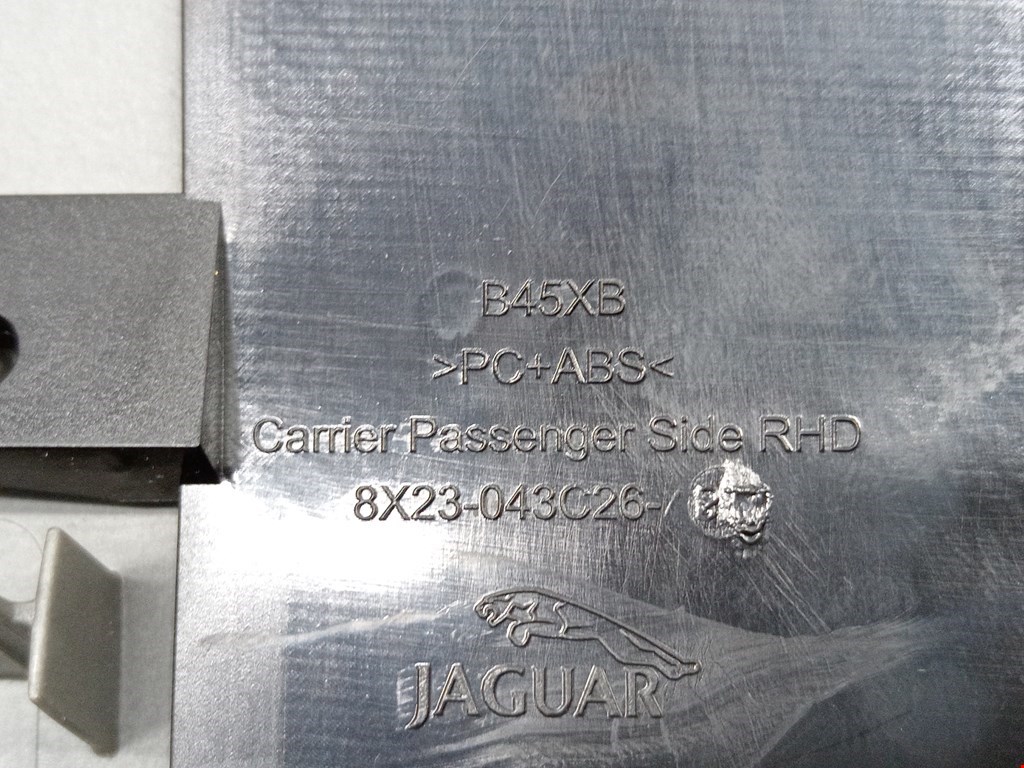 B45XB
>PC+ABS<
Carrier Passenger Side RHD
8X23-043C26-
JAGUAR